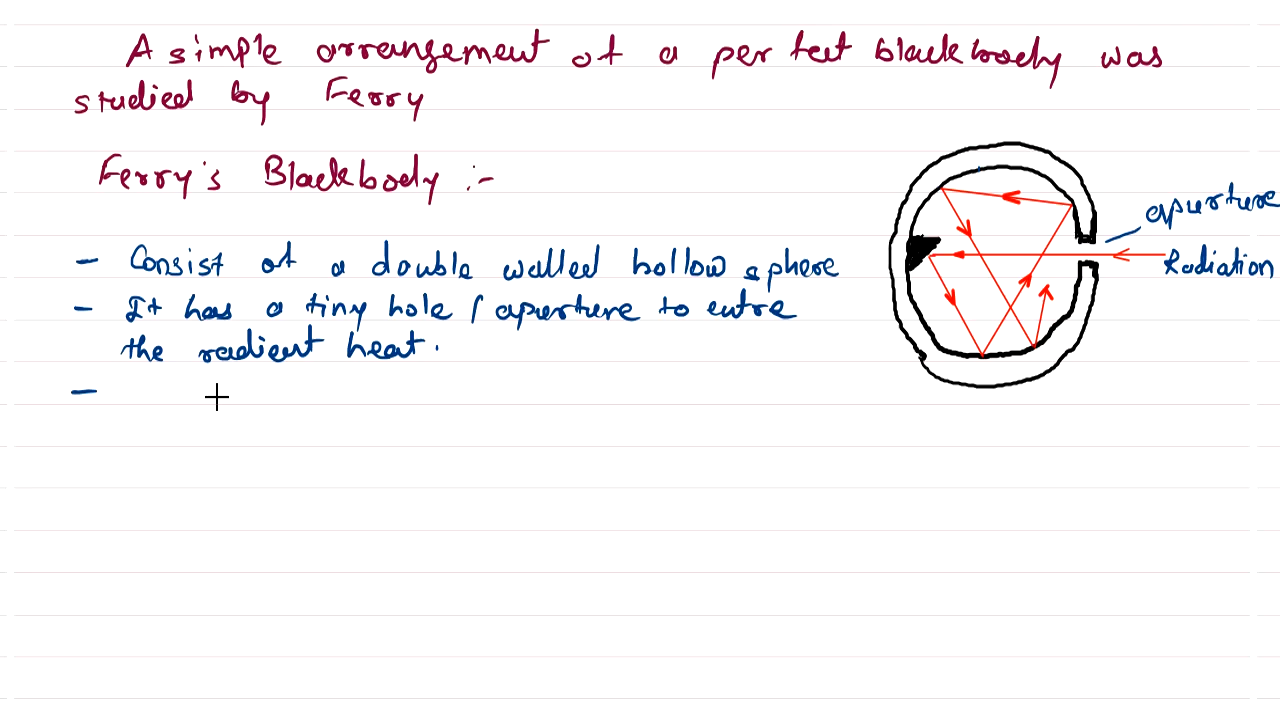 A simple arrangement of a perfect blackbody was
studied by Ferry
Ferry's Blackbody :-
- Consist of a double walled hollow sphere
- It has a tiny hole / aperture to entre
the radient heat.
-
aperture
Radiation